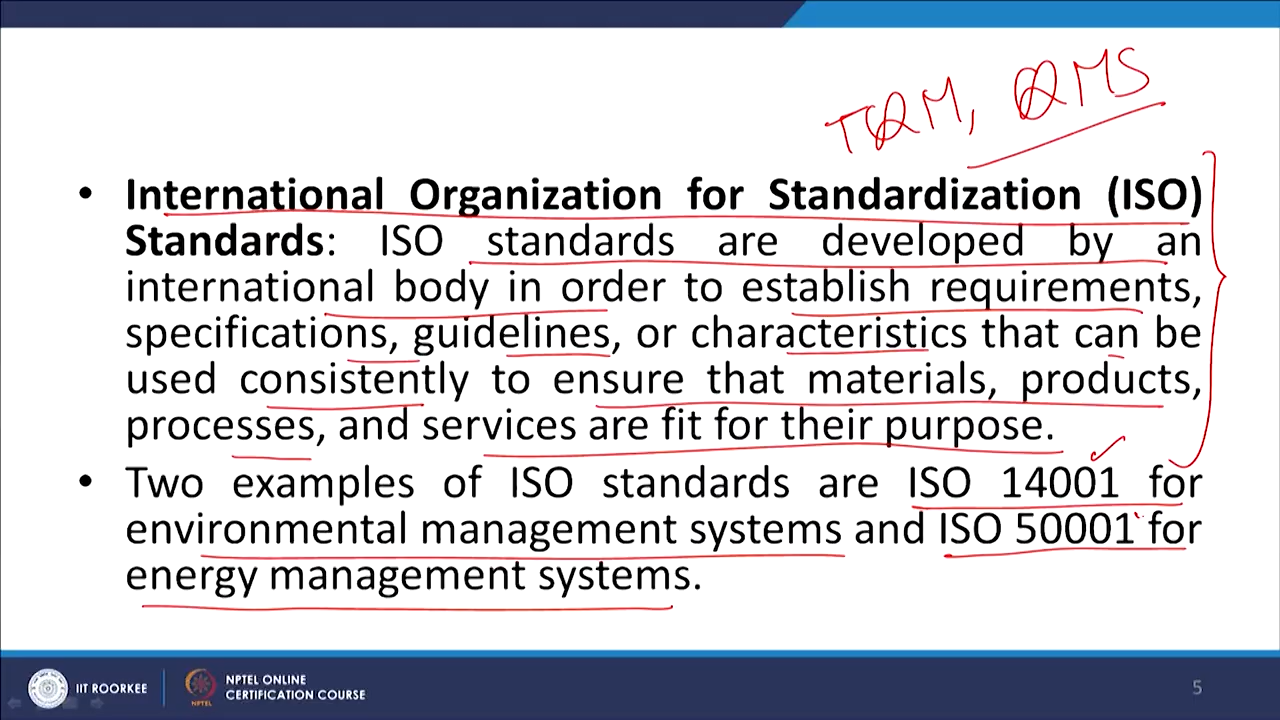 TQM, QMS
• International Organization for Standardization (ISO)
Standards: ISO standards are developed by an
international body in order to establish requirements,
specifications, guidelines, or characteristics that can be
used consistently to ensure that materials, products,
processes, and services are fit for their purpose.
• Two examples of ISO standards are ISO 14001 for
environmental management systems and ISO 50001 for
energy management systems.
IIT ROORKEE
NPTEL
NPTEL ONLINE
CERTIFICATION COURSE
5